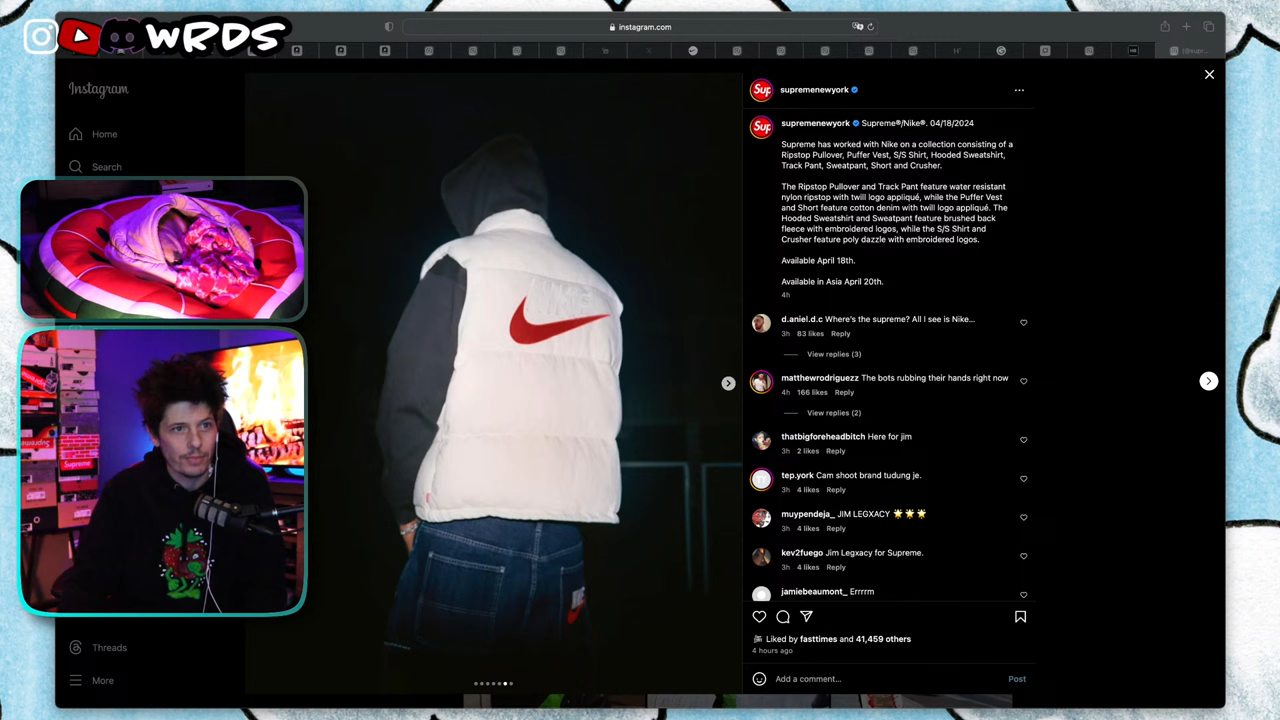 WRDS
instagram.com
Instagram
Home
Search
Threads
More
Supreme
Sup
supremenewyork
Sup
supremenewyork Supreme®/Nike®. 04/18/2024
Supreme has worked with Nike on a collection consisting of a
Ripstop Pullover, Puffer Vest, S/S Shirt, Hooded Sweatshirt,
Track Pant, Sweatpant, Short and Crusher.
The Ripstop Pullover and Track Pant feature water resistant
nylon ripstop with twill logo appliqué, while the Puffer Vest
and Short feature cotton denim with twill logo appliqué. The
Hooded Sweatshirt and Sweatpant feature brushed back
fleece with embroidered logos, while the S/S Shirt and
Crusher feature poly dazzle with embroidered logos.
Available April 18th.
Available in Asia April 20th.
4h
d.aniel.d.c Where's the supreme? All I see is Nike...
3h 83 likes Reply
View replies (3)
matthewrodriguezz The bots rubbing their hands right now
4h 166 likes Reply
View replies (2)
thatbigforeheadbitch Here for jim
3h 2 likes Reply
tep.york Cam shoot brand tudung je.
3h 4 likes Reply
muypendeja_ JIM LEGXACY 🌟🌟🌟
3h 4 likes Reply
kev2fuego Jim Legxacy for Supreme.
3h 4 likes Reply
jamiebeaumont_ Errrrm
Liked by fasttimes and 41,459 others
4 hours ago
Add a comment...
Post